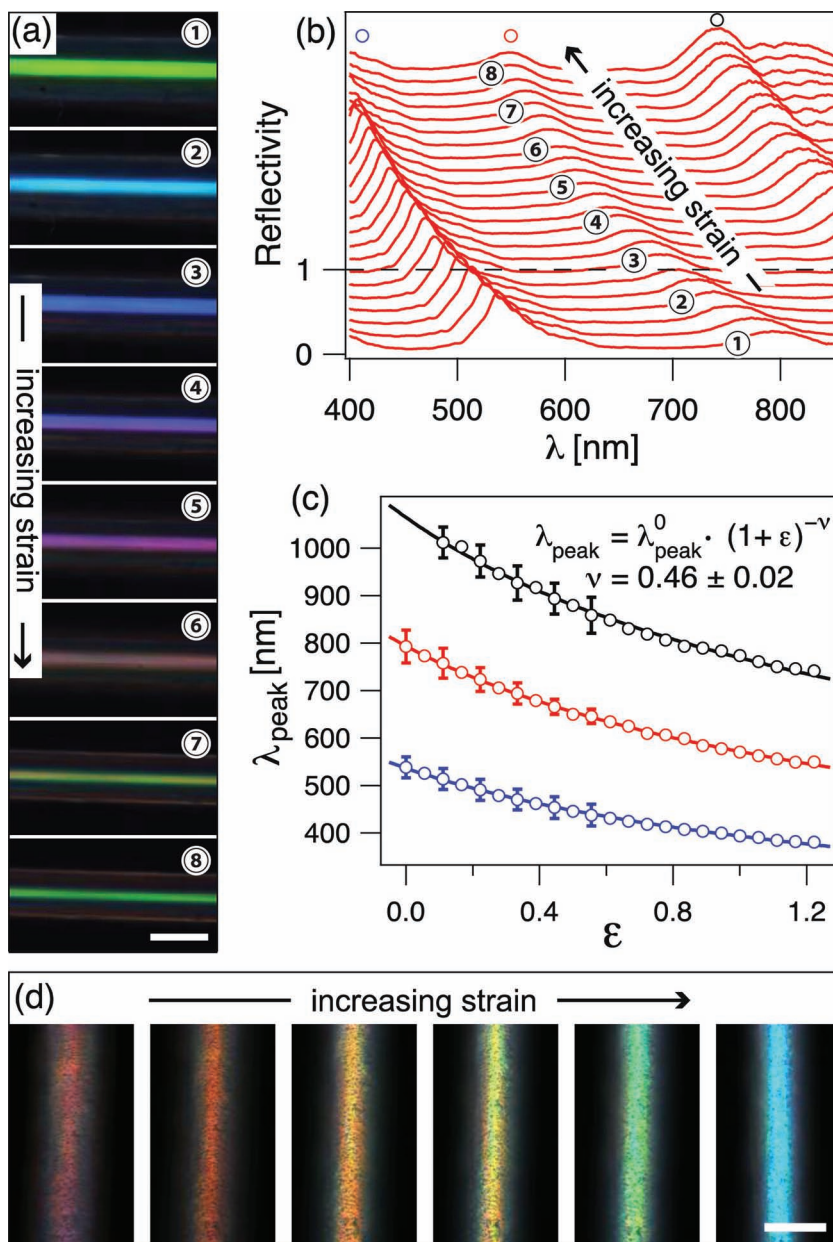 (a)
①
②
③
④
⑤
⑥
⑦
⑧
increasing strain
(b)
Reflectivity
1
0
⑧
⑦
⑥
⑤
④
③
②
①
increasing strain
400 500 600 700 800
λ [nm]
(c)
λpeak = λ⁰peak · (1+ ε)^-ν
ν = 0.46 ± 0.02
λpeak [nm]
1000
900
800
700
600
500
400
0.0 0.4 0.8 1.2
ε
(d)
increasing strain